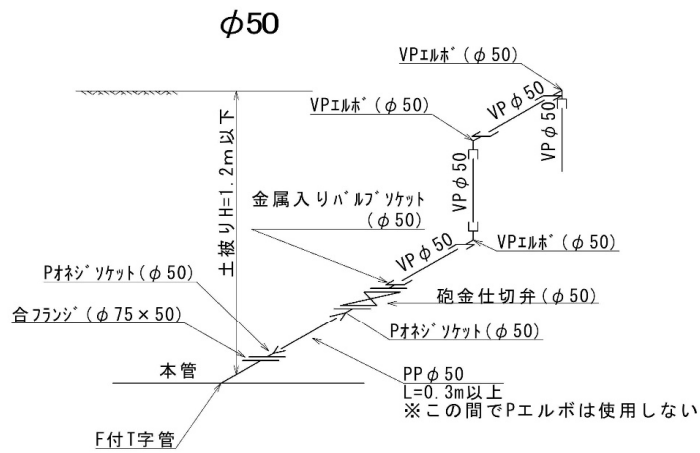 φ50
VPｴﾙﾎﾞ(φ50)
VPφ50
VPφ50
VPｴﾙﾎﾞ(φ50)
土被りH=1.2m以下
VPφ50
金属入りﾊﾞﾙﾌﾞｿｹｯﾄ
(φ50)
VPｴﾙﾎﾞ(φ50)
VPφ50
Pｵﾈｼﾞｿｹｯﾄ(φ50)
砲金仕切弁(φ50)
合ﾌﾗﾝｼﾞ(φ75×50)
Pｵﾈｼﾞｿｹｯﾄ(φ50)
本管
PPφ50
L=0.3m以上
※この間でPエルボは使用しない
F付T字管